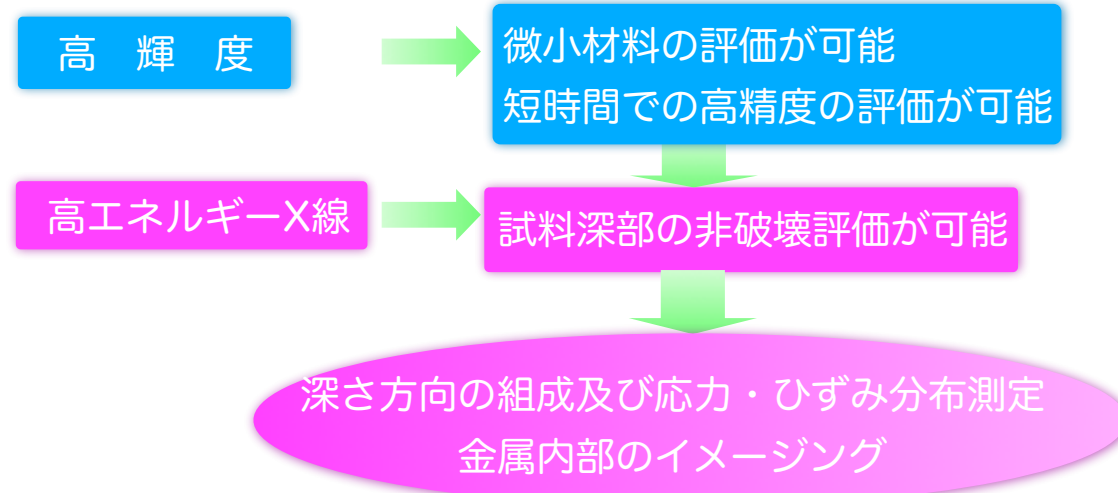 高 輝 度
微小材料の評価が可能
短時間での高精度の評価が可能
高エネルギーX線
試料深部の非破壊評価が可能
深さ方向の組成及び応力・ひずみ分布測定
金属内部のイメージング